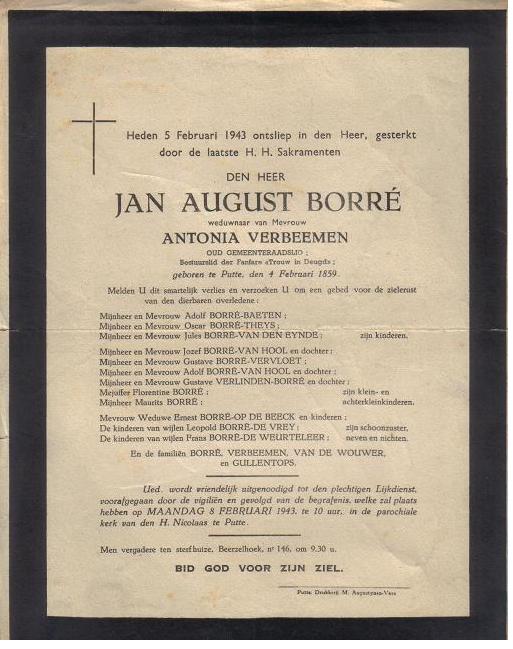 Heden 5 Februari 1943 ontsliep in den Heer, gesterkt
door de laatste H. H. Sakramenten
DEN HEER
JAN AUGUST BORRÉ
weduwnaar van Mevrouw
ANTONIA VERBEEMEN
OUD GEMEENTERAADSLID ;
Bestuurslid der Fanfare «Trouw in Deugd» ;
geboren te Putte, den 4 Februari 1859.
Melden U dit smartelijk verlies en verzoeken U om een gebed voor de zielerust
van den dierbaren overledene :
Mijnheer en Mevrouw Adolf BORRÉ-BAETEN ;
Mijnheer en Mevrouw Oscar BORRÉ-THEYS ;
Mijnheer en Mevrouw Jules BORRÉ-VAN DEN EYNDE ; zijn kinderen.
Mijnheer en Mevrouw Jozef BORRÉ-VAN HOOL en dochter ;
Mijnheer en Mevrouw Gustave BORRÉ-VERVLOET ;
Mijnheer en Mevrouw Adolf BORRÉ-VAN HOOL en dochter ;
Mijnheer en Mevrouw Gustave VERLINDEN-BORRÉ en dochter ;
Mejuffer Florentine BORRÉ ; zijn klein- en
Mijnheer Maurits BORRÉ ; achterkleinkinderen.
Mevrouw Weduwe Ernest BORRÉ-OP DE BEECK en kinderen ;
De kinderen van wijlen Leopold BORRÉ-DE VREY ; zijn schoonzuster,
De kinderen van wijlen Frans BORRÉ-DE WEURTELEER ; neven en nichten.
En de familiën BORRÉ, VERBEEMEN, VAN DE WOUWER,
en GULLENTOPS.
Ued. wordt vriendelijk uitgenoodigd tot den plechtigen Lijkdienst,
voorafgegaan door de vigiliën en gevolgd van de begrafenis, welke zal plaats
hebben op MAANDAG 8 FEBRUARI 1943, te 10 uur, in de parochiale
kerk van den H. Nicolaas te Putte.
Men vergadere ten sterfhuize, Beerzelhoek, nr 146, om 9.30 u.
BID GOD VOOR ZIJN ZIEL.
Putte Drukkerij M. Augustynen-Vers